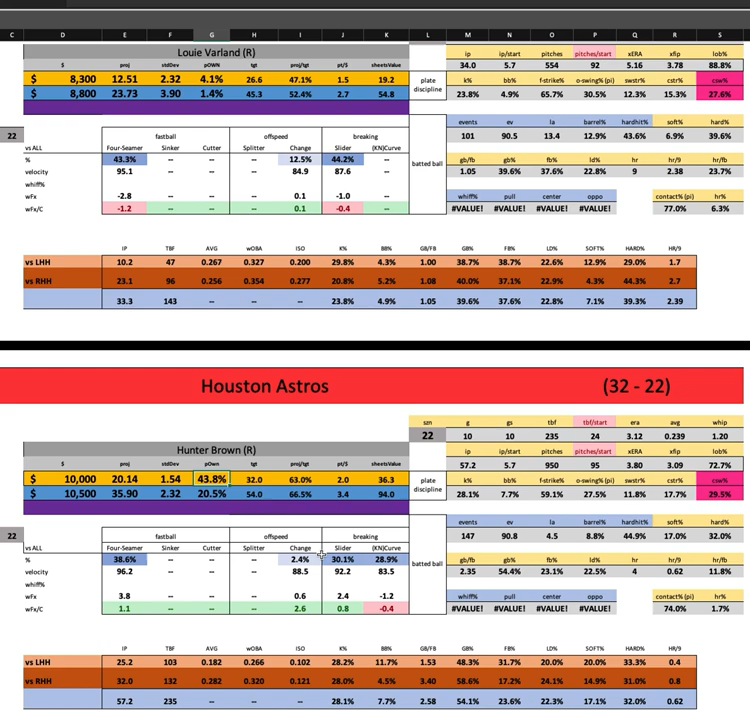 C D E F G H I J K L M N O P Q R S
Louie Varland (R) ip ip/start pitches pitches/start xERA xfip lob%
$ proj stdDev pOWN tgt proj/tgt pt/$ sheetsValue 34.0 5.7 554 92 5.16 3.78 88.8%
$ 8,300 12.51 2.32 4.1% 26.6 47.1% 1.5 19.2 plate discipline k% bb% f-strike% o-swing% (pi) swstr% cstr% csw%
$ 8,800 23.73 3.90 1.4% 45.3 52.4% 2.7 54.8 23.8% 4.9% 65.7% 30.5% 12.3% 15.3% 27.6%
events ev la barrel% hardhit% soft% hard%
22 fastball offspeed breaking 101 90.5 13.4 12.9% 43.6% 6.9% 39.6%
vs ALL Four-Seamer Sinker Cutter Splitter Change Slider (KN)Curve
% 43.3% -- -- -- 12.5% 44.2% -- batted ball gb/fb gb% fb% ld% hr hr/9 hr/fb
velocity 95.1 -- -- -- 84.9 87.6 -- 1.05 39.6% 37.6% 22.8% 9 2.38 23.7%
whiff%
wFx -2.8 -- -- -- 0.1 -1.0 -- whiff% pull center oppo contact% (pi) hr%
wFx/C -1.2 -- -- -- 0.1 -0.4 -- #VALUE! #VALUE! #VALUE! #VALUE! 77.0% 6.3%
IP TBF AVG wOBA ISO K% BB% GB/FB GB% FB% LD% SOFT% HARD% HR/9
vs LHH 10.2 47 0.267 0.327 0.200 29.8% 4.3% 1.00 38.7% 38.7% 22.6% 12.9% 29.0% 1.7
vs RHH 23.1 96 0.256 0.354 0.277 20.8% 5.2% 1.08 40.0% 37.1% 22.9% 4.3% 44.3% 2.7
33.3 143 -- -- -- 23.8% 4.9% 1.05 39.6% 37.6% 22.8% 7.1% 39.3% 2.39
Houston Astros (32 - 22)
szn g gs tbf tbf/start era avg whip
22 10 10 235 24 3.12 0.239 1.20
Hunter Brown (R) ip ip/start pitches pitches/start xERA xfip lob%
$ proj stdDev pOwn tgt proj/tgt pt/$ sheetsValue 57.2 5.7 950 95 3.80 3.09 72.7%
$ 10,000 20.14 1.54 43.8% 32.0 63.0% 2.0 36.3 plate discipline k% bb% f-strike% o-swing% (pi) swstr% cstr% csw%
$ 10,500 35.90 2.32 20.5% 54.0 66.5% 3.4 94.0 28.1% 7.7% 59.1% 27.5% 11.8% 17.7% 29.5%
events ev la barrel% hardhit% soft% hard%
22 fastball offspeed breaking 147 90.8 4.5 8.8% 44.9% 17.0% 32.0%
vs ALL Four-Seamer Sinker Cutter Splitter Change Slider (KN)Curve
% 38.6% -- -- -- 2.4% 30.1% 28.9% batted ball gb/fb gb% fb% ld% hr hr/9 hr/fb
velocity 96.2 -- -- -- 88.5 92.2 83.5 2.35 54.4% 23.1% 22.5% 4 0.62 11.8%
whiff%
wFx 3.8 -- -- -- 0.6 2.4 -1.2 whiff% pull center oppo contact% (pi) hr%
wFx/C 1.1 -- -- -- 2.6 0.8 -0.4 #VALUE! #VALUE! #VALUE! #VALUE! 74.0% 1.7%
IP TBF AVG wOBA ISO K% BB% GB/FB GB% FB% LD% SOFT% HARD% HR/9
vs LHH 25.2 103 0.182 0.266 0.102 28.2% 11.7% 1.53 48.3% 31.7% 20.0% 20.0% 33.3% 0.4
vs RHH 32.0 132 0.282 0.320 0.121 28.0% 4.5% 3.40 58.6% 17.2% 24.1% 14.9% 31.0% 0.8
57.2 235 -- -- -- 28.1% 7.7% 2.58 54.1% 23.6% 22.3% 17.1% 32.0% 0.62